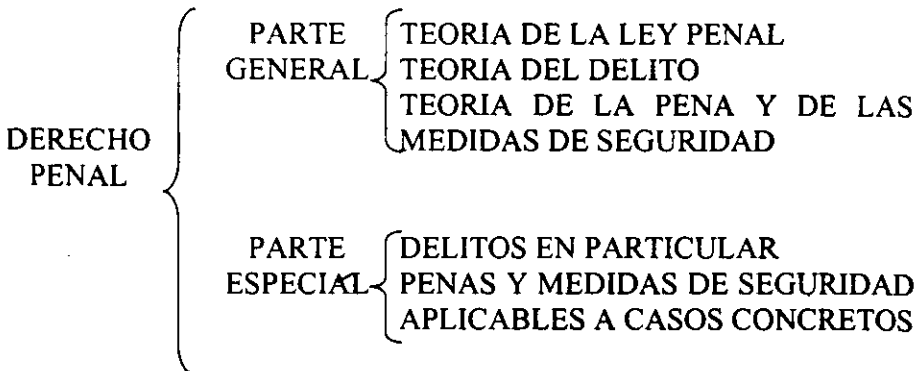 DERECHO
PENAL
PARTE
GENERAL
TEORIA DE LA LEY PENAL
TEORIA DEL DELITO
TEORIA DE LA PENA Y DE LAS
MEDIDAS DE SEGURIDAD
PARTE
ESPECIAL
DELITOS EN PARTICULAR
PENAS Y MEDIDAS DE SEGURIDAD
APLICABLES A CASOS CONCRETOS